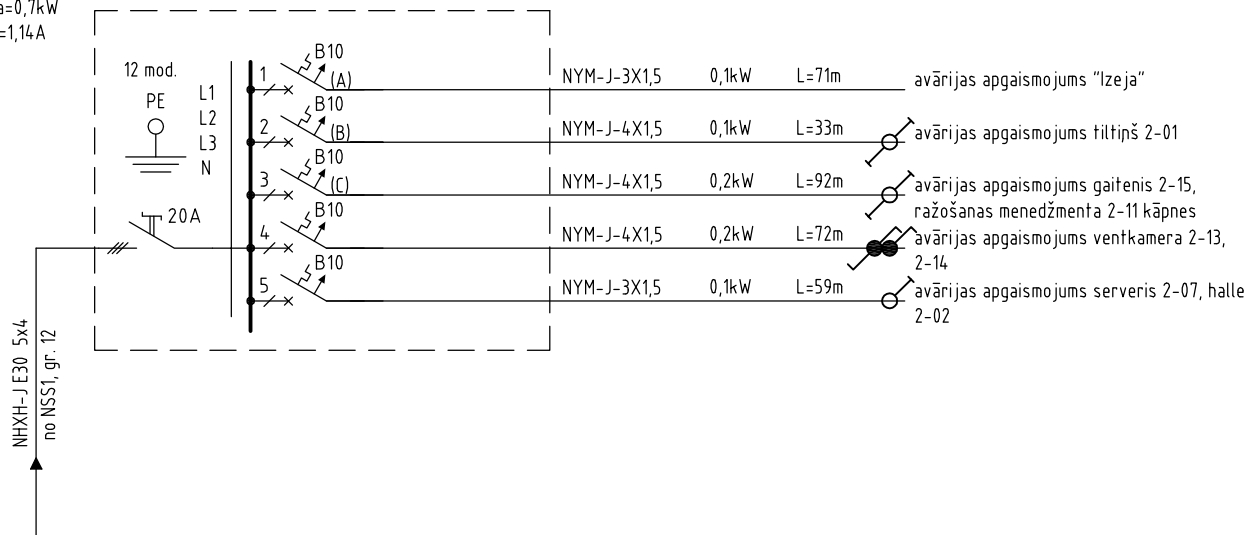 a=0,7kW
=1,14A
12 mod.
PE
L1
L2
L3
N
20A
1
B10
(A)
NYM-J-3X1,5
0,1kW
L=71m
avārijas apgaismojums "Izeja"
2
B10
(B)
NYM-J-4X1,5
0,1kW
L=33m
avārijas apgaismojums tiltiņš 2-01
3
B10
(C)
NYM-J-4X1,5
0,2kW
L=92m
avārijas apgaismojums gaitenis 2-15,
ražošanas menedžmenta 2-11 kāpnes
4
B10
NYM-J-4X1,5
0,2kW
L=72m
avārijas apgaismojums ventkamera 2-13,
2-14
5
B10
NYM-J-3X1,5
0,1kW
L=59m
avārijas apgaismojums serveris 2-07, halle
2-02
NHXH-J E30 5x4
no NSS1, gr. 12